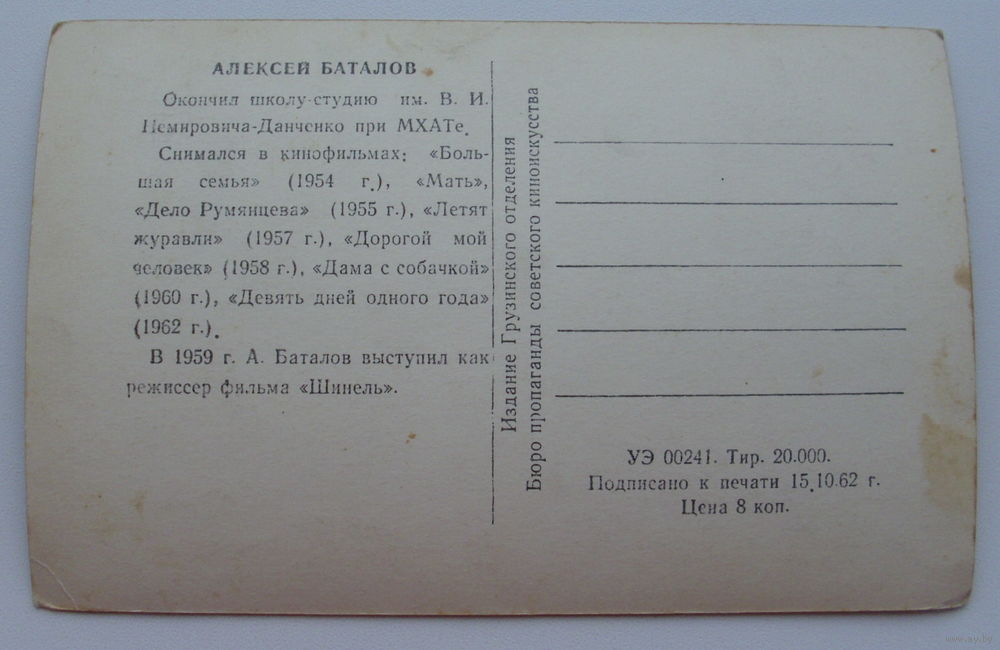 АЛЕКСЕЙ БАТАЛОВ
Окончил школу-студию им. В. И.
Немировича-Данченко при МХАТе.
Снимался в кинофильмах: «Боль-
шая семья» (1954 г.), «Мать»,
«Дело Румянцева» (1955 г.), «Летят
журавли» (1957 г.), «Дорогой мой
человек» (1958 г.), «Дама с собачкой»
(1960 г.), «Девять дней одного года»
(1962 г.).
В 1959 г. А. Баталов выступил как
режиссер фильма «Шинель».
Издание Грузинского отделения
Бюро пропаганды советского киноискусства
УЭ 00241. Тир. 20.000.
Подписано к печати 15.10.62 г.
Цена 8 коп.
www.ay.by